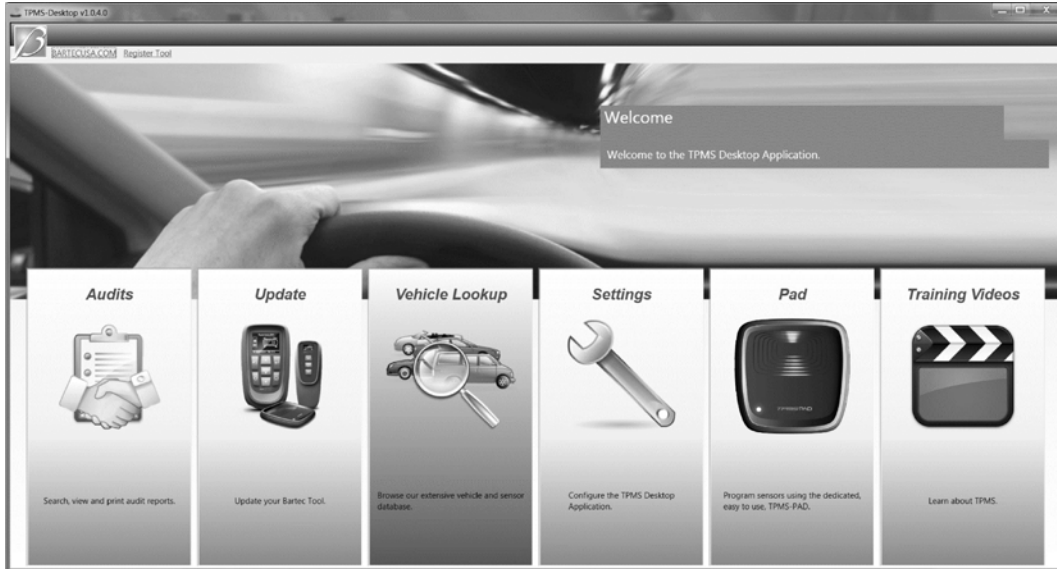 TPMS-Desktop v1.0.4.0
BARTECUSA.COM Register Tool
Welcome
Welcome to the TPMS Desktop Application.
Audits
Search, view and print audit reports.
Update
Update your Bartec Tool.
Vehicle Lookup
Browse our extensive vehicle and sensor
database.
Settings
Configure the TPMS Desktop
Application.
Pad
TPMS PAD
Program sensors using the dedicated,
easy to use, TPMS-PAD.
Training Videos
Learn about TPMS.